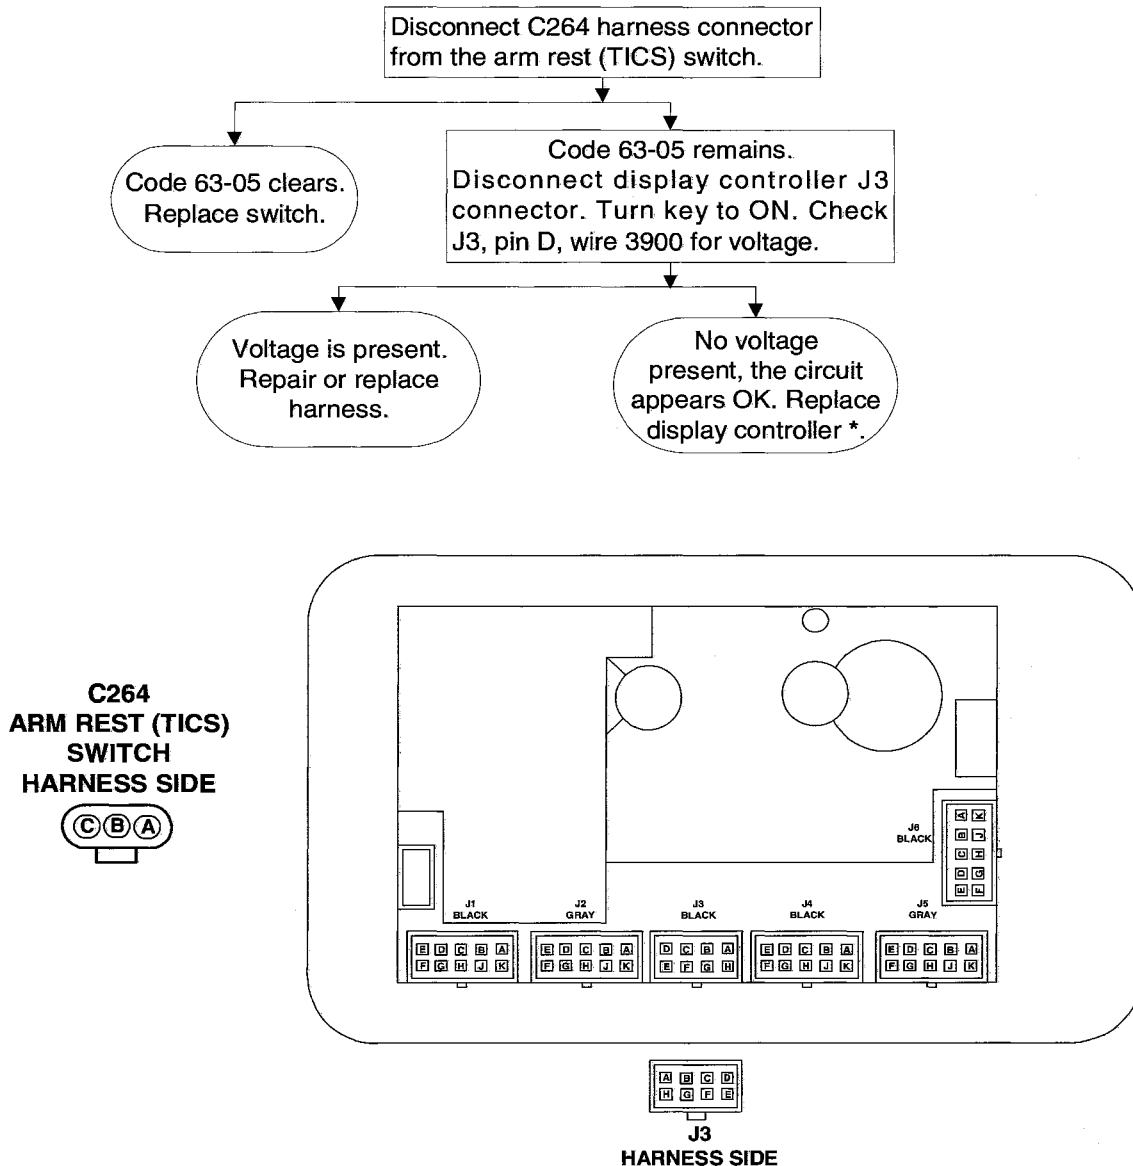 Disconnect C264 harness connector
from the arm rest (TICS) switch.
Code 63-05 clears.
Replace switch.
Code 63-05 remains.
Disconnect display controller J3
connector. Turn key to ON. Check
J3, pin D, wire 3900 for voltage.
Voltage is present.
Repair or replace
harness.
No voltage
present, the circuit
appears OK. Replace
display controller *.
C264
ARM REST (TICS)
SWITCH
HARNESS SIDE
C B A
J6
BLACK
A K
B J
C H
D G
E F
J1
BLACK
E D C B A
F G H J K
J2
GRAY
E D C B A
F G H J K
J3
BLACK
D C B A
E F G H
J4
BLACK
E D C B A
F G H J K
J5
GRAY
E D C B A
F G H J K
A B C D
H G F E
J3
HARNESS SIDE